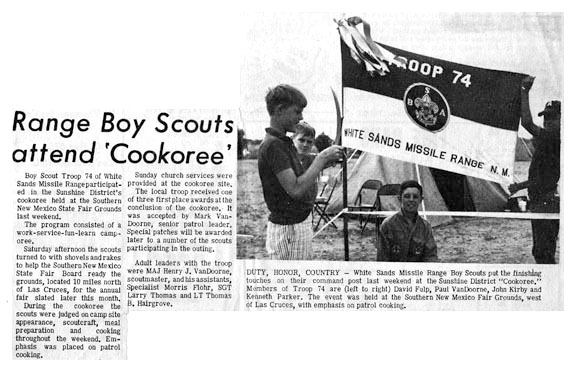 Range Boy Scouts
attend 'Cookoree'
Boy Scout Troop 74 of White
Sands Missile Range participat-
ed in the Sunshine District's
cookoree held at the Southern
New Mexico State Fair Grounds
last weekend.
The program consisted of a
work-service-fun-learn camp-
oree.
Saturday afternoon the scouts
turned to with shovels and rakes
to help the Southern New Mexico
State Fair Board ready the
grounds, located 10 miles north
of Las Cruces, for the annual
fair slated later this month.
During the cookoree the
scouts were judged on camp site
appearance, scoutcraft, meal
preparation and cooking
throughout the weekend. Em-
phasis was placed on patrol
cooking.
Sunday church services were
provided at the cookoree site.
The local troop received one
of three first place awards at the
conclusion of the cookoree. It
was accepted by Mark Van-
Doorne, senior patrol leader.
Special patches will be awarded
later to a number of the scouts
participating in the outing.
Adult leaders with the troop
were MAJ Henry J. VanDoorne,
scoutmaster, and his assistants,
Specialist Morris Flohr, SGT
Larry Thomas and LT Thomas
B. Hairgrove.
TROOP 74
B S A
WHITE SANDS MISSILE RANGE N. M.
DUTY, HONOR, COUNTRY — White Sands Missile Range Boy Scouts put the finishing
touches on their command post last weekend at the Sunshine District "Cookoree."
Members of Troop 74 are (left to right) David Fulp, Paul VanDoorne, John Kirby and
Kenneth Parker. The event was held at the Southern New Mexico Fair Grounds, west
of Las Cruces, with emphasis on patrol cooking.